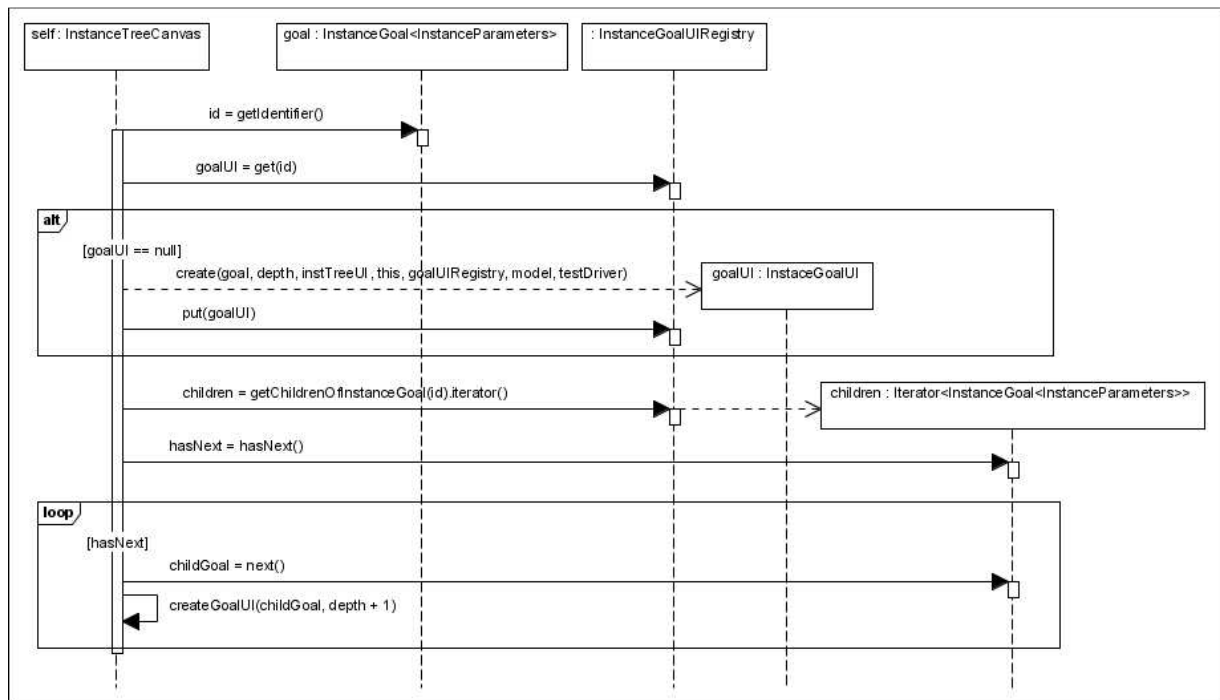 self : InstanceTreeCanvas
goal : InstanceGoal<InstanceParameters>
: InstanceGoalUIRegistry
id = getIdentifier()
goalUI = get(id)
alt
[goalUI == null]
create(goal, depth, instTreeUI, this, goalUIRegistry, model, testDriver)
goalUI : InstaceGoalUI
put(goalUI)
children = getChildrenOfInstanceGoal(id).iterator()
children : Iterator<InstanceGoal<InstanceParameters>>
hasNext = hasNext()
loop
[hasNext]
childGoal = next()
createGoalUI(childGoal, depth + 1)